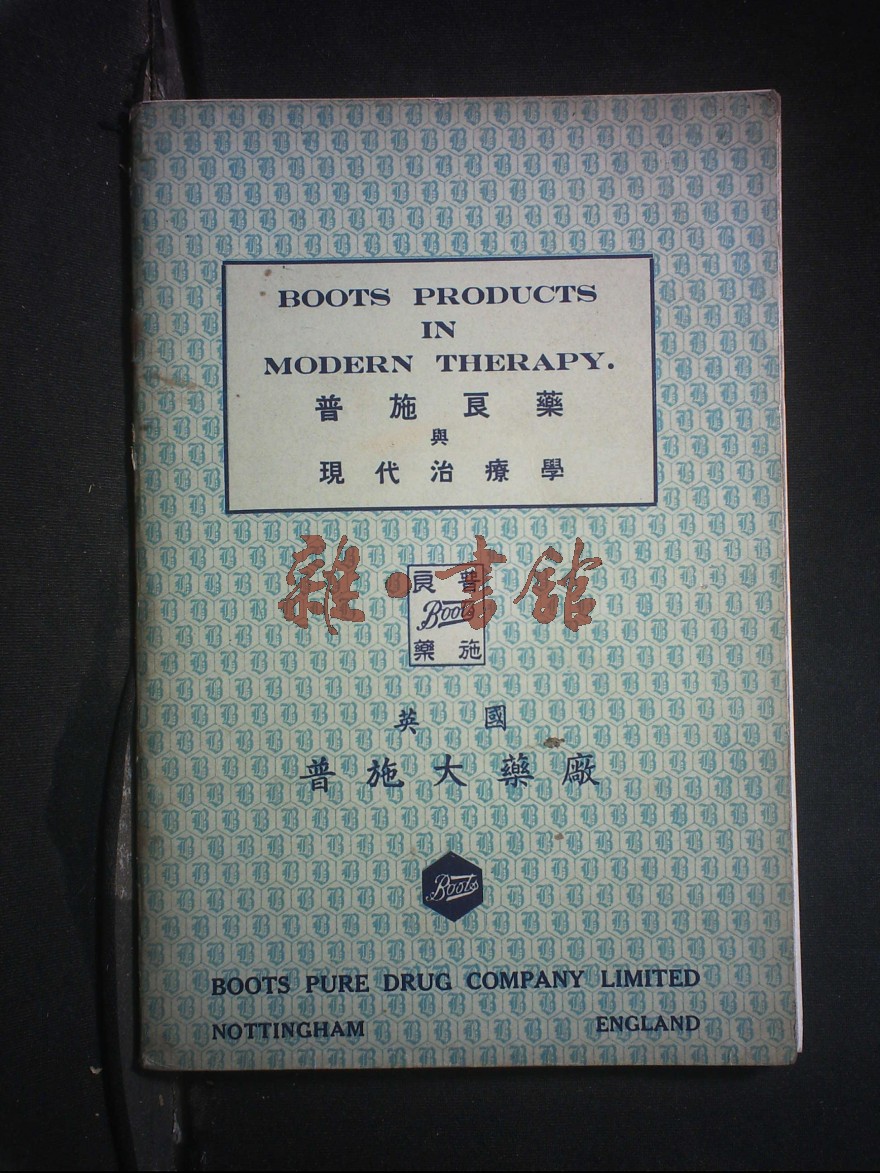 BOOTS PRODUCTS
IN
MODERN THERAPY.
普施良藥
與
現代治療學
雜·書館
良 普
Boots
藥 施
英國
普施大藥廠
Boots
BOOTS PURE DRUG COMPANY LIMITED
NOTTINGHAM ENGLAND